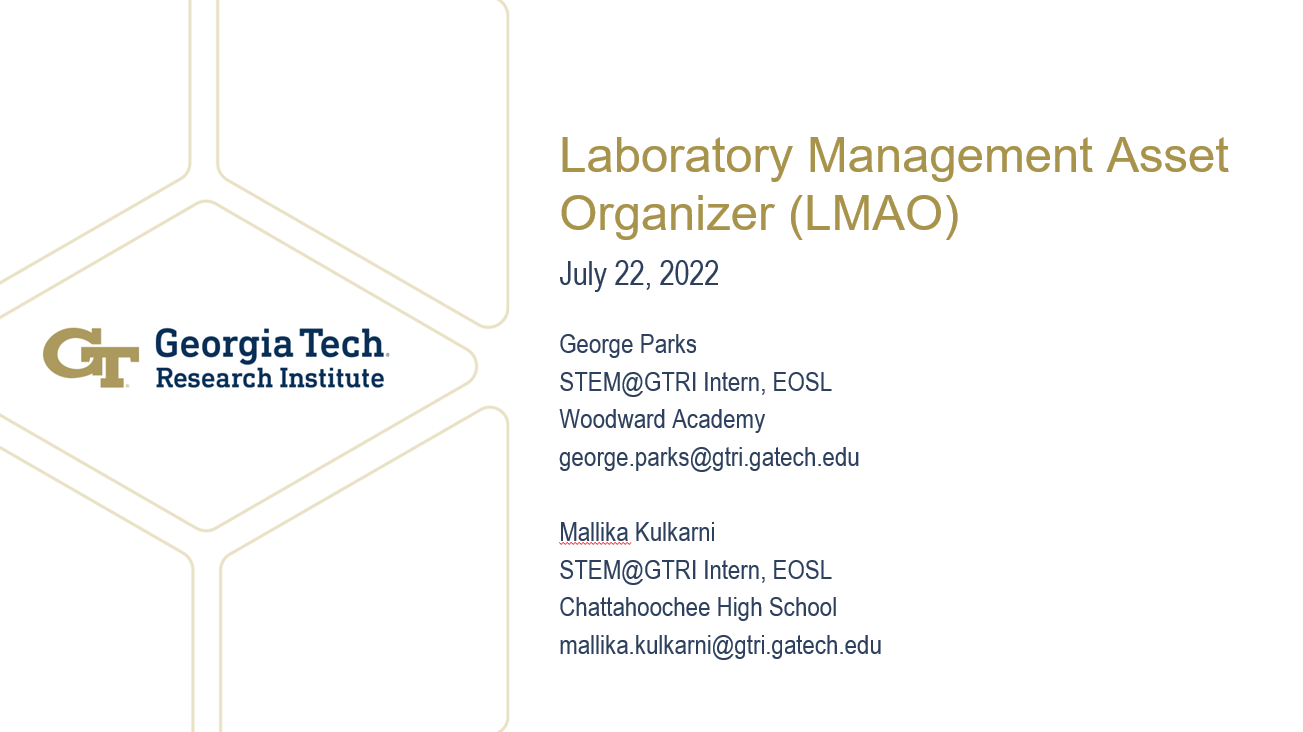 Laboratory Management Asset
Organizer (LMAO)
July 22, 2022
GT Georgia Tech
Research Institute
George Parks
STEM@GTRI Intern, EOSL
Woodward Academy
george.parks@gtri.gatech.edu
Mallika Kulkarni
STEM@GTRI Intern, EOSL
Chattahoochee High School
mallika.kulkarni@gtri.gatech.edu